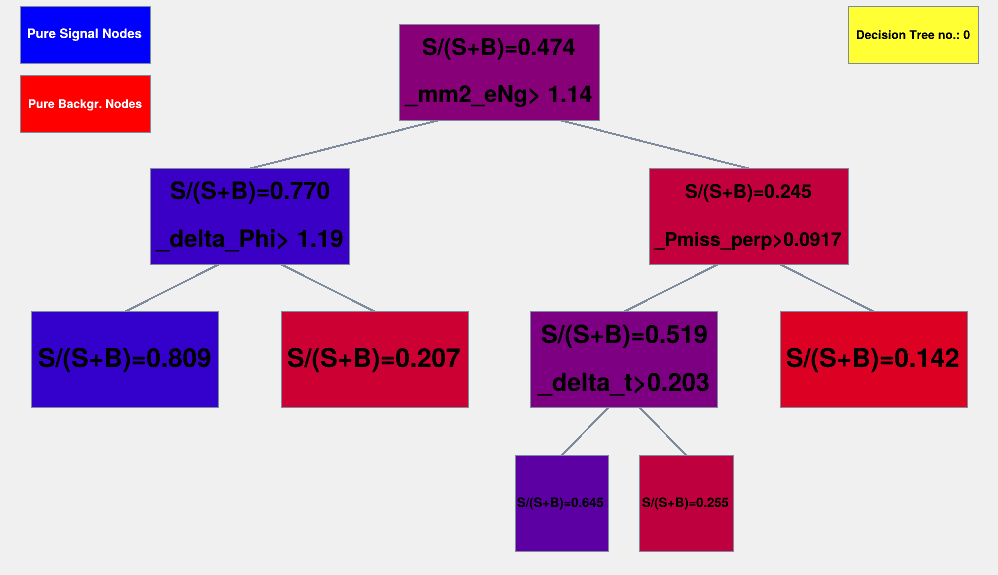 Pure Signal Nodes
Pure Backgr. Nodes
Decision Tree no.: 0
S/(S+B)=0.474
_mm2_eNg> 1.14
S/(S+B)=0.770
_delta_Phi> 1.19
S/(S+B)=0.245
_Pmiss_perp>0.0917
S/(S+B)=0.809
S/(S+B)=0.207
S/(S+B)=0.519
_delta_t>0.203
S/(S+B)=0.142
S/(S+B)=0.645
S/(S+B)=0.255